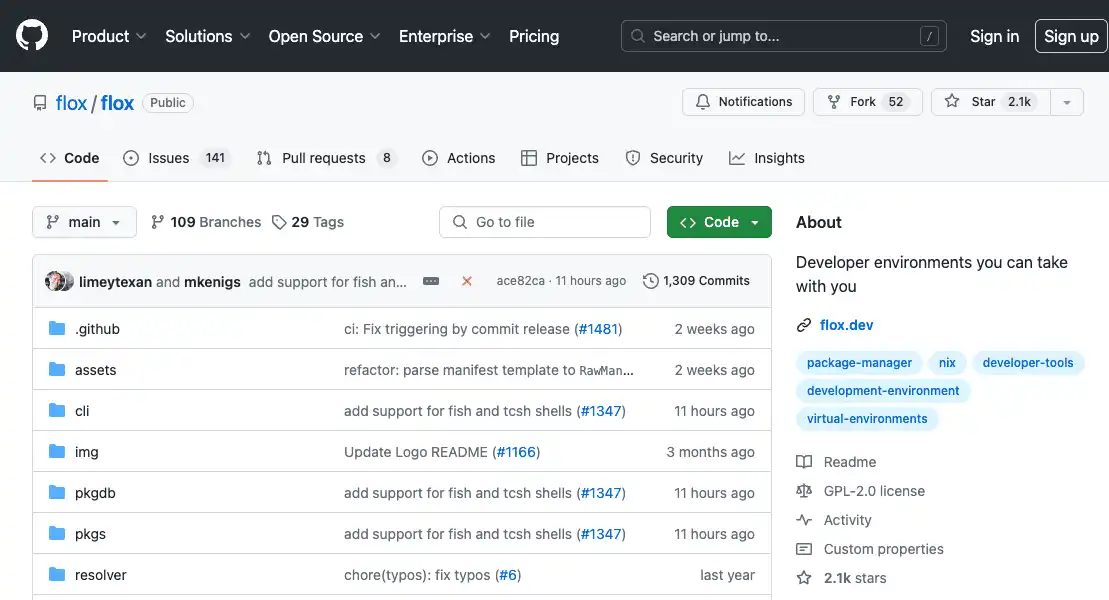 Product Solutions Open Source Enterprise Pricing Search or jump to... / Sign in Sign up
flox / flox Public Notifications Fork 52 Star 2.1k
Code Issues 141 Pull requests 8 Actions Projects Security Insights
main 109 Branches 29 Tags Go to file Code
limeytexan and mkenigs add support for fish an... ace82ca · 11 hours ago 1,309 Commits
.github ci: Fix triggering by commit release (#1481) 2 weeks ago
assets refactor: parse manifest template to RawMan... 2 weeks ago
cli add support for fish and tcsh shells (#1347) 11 hours ago
img Update Logo README (#1166) 3 months ago
pkgdb add support for fish and tcsh shells (#1347) 11 hours ago
pkgs add support for fish and tcsh shells (#1347) 11 hours ago
resolver chore(typos): fix typos (#6) last year
About
Developer environments you can take
with you
flox.dev
package-manager nix developer-tools
development-environment
virtual-environments
Readme
GPL-2.0 license
Activity
Custom properties
2.1k stars